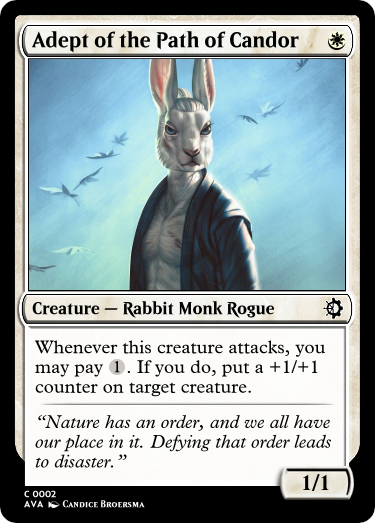 Adept of the Path of Candor
Creature — Rabbit Monk Rogue
Whenever this creature attacks, you
may pay 1. If you do, put a +1/+1
counter on target creature.
“Nature has an order, and we all have
our place in it. Defying that order leads
to disaster.”
1/1
C 0002
AVA CANDICE BROERSMA